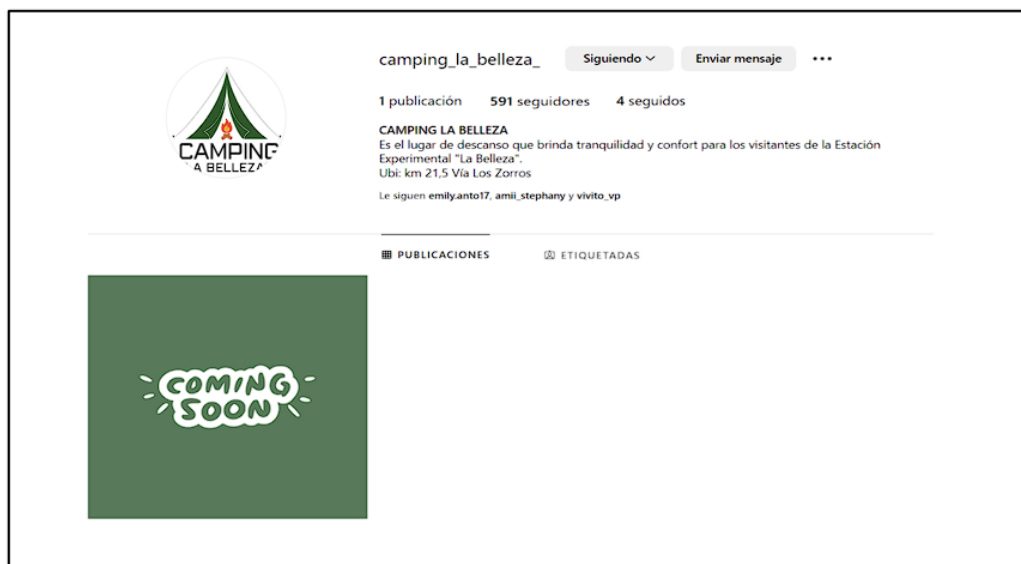 camping_la_belleza_ Siguiendo Enviar mensaje
1 publicación 591 seguidores 4 seguidos
CAMPING LA BELLEZA
Es el lugar de descanso que brinda tranquilidad y confort para los visitantes de la Estación
Experimental "La Belleza".
Ubi: km 21,5 Vía Los Zorros
Le siguen emily.anto17, amii_stephany y vivito_vp
CAMPING
LA BELLEZA
PUBLICACIONES ETIQUETADAS
COMING
SOON